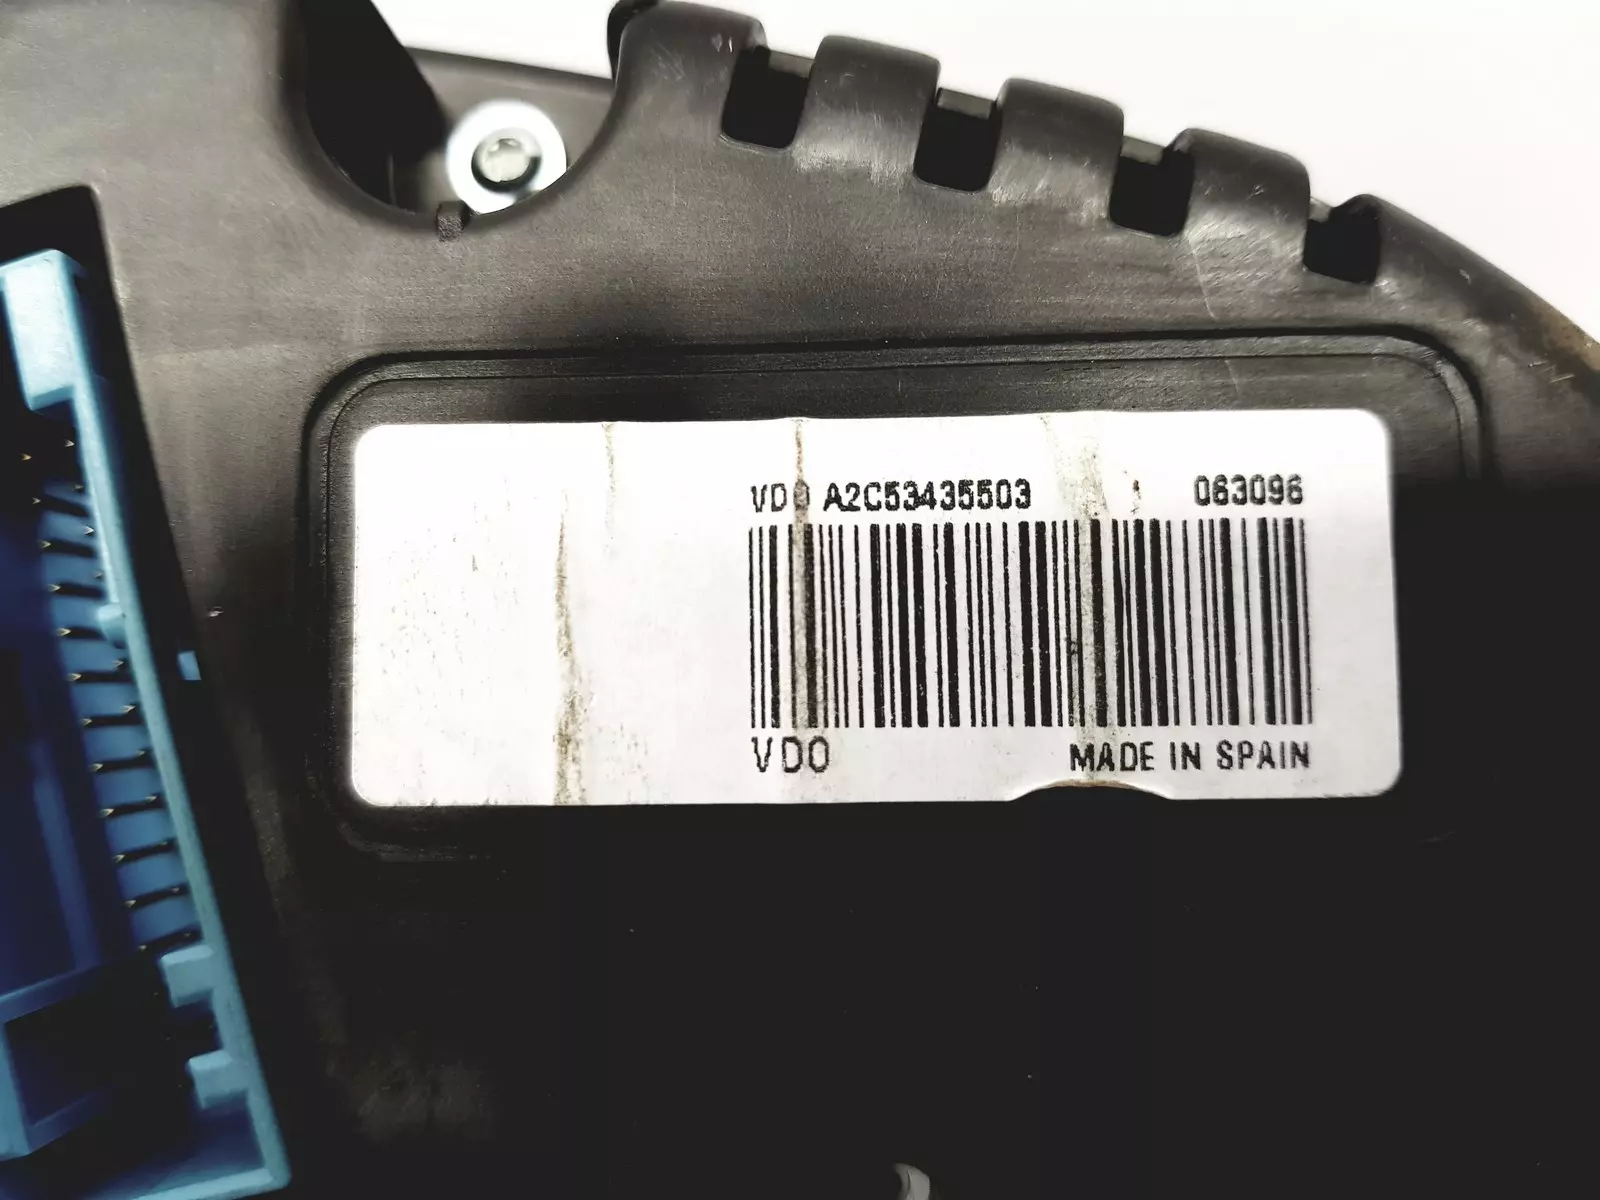 VDO A2C53435503 063096
VDO MADE IN SPAIN